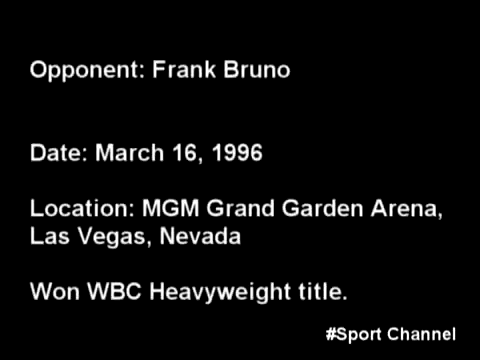 Opponent: Frank Bruno
Date: March 16, 1996
Location: MGM Grand Garden Arena,
Las Vegas, Nevada
Won WBC Heavyweight title.
#Sport Channel